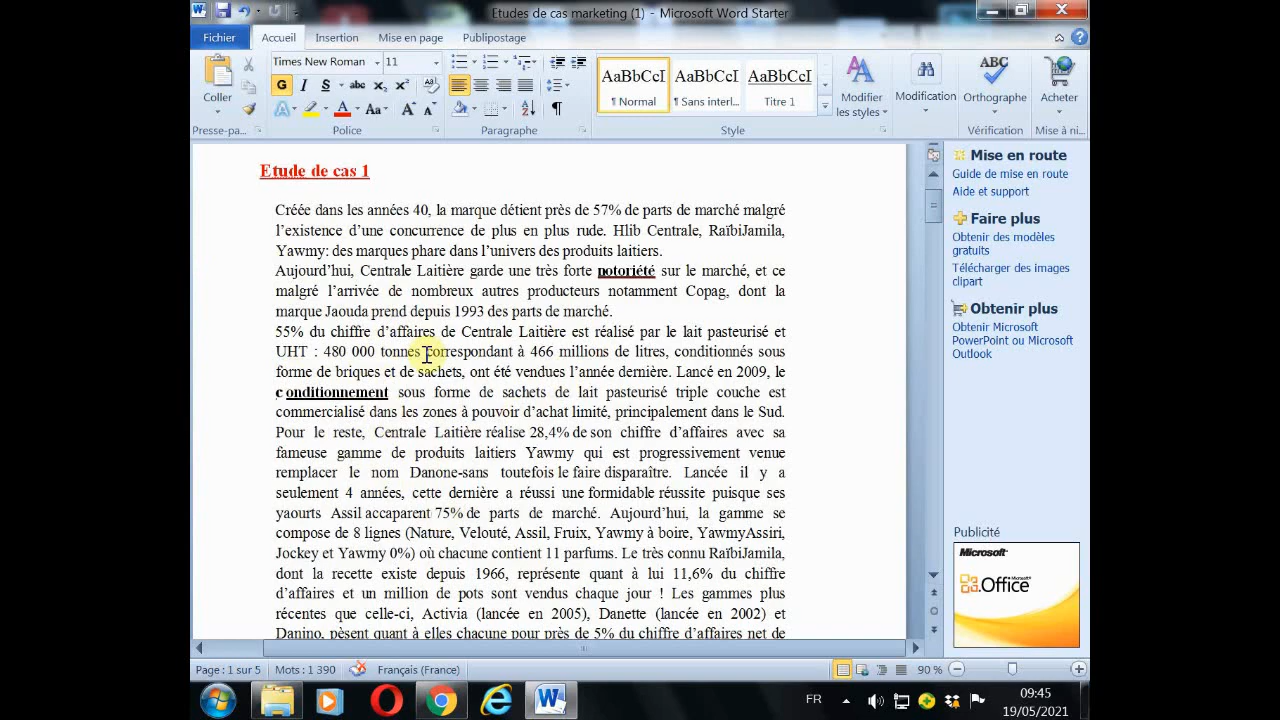 Etudes de cas marketing (1) - Microsoft Word Starter
Fichier Accueil Insertion Mise en page Publipostage
Times New Roman 11
G I S abc x₂ x²
Coller
Aa A A
Presse-pa... Police Paragraphe Style Vérification Mise à ni...
AaBbCcI AaBbCcI AaBbCcI
¶ Normal ¶ Sans interl... Titre 1
Modifier les styles
Modification
ABC
Orthographe
Acheter
Etude de cas 1
Créée dans les années 40, la marque détient près de 57% de parts de marché malgré
l’existence d’une concurrence de plus en plus rude. Hlib Centrale, RaïbiJamila,
Yawmy: des marques phare dans l’univers des produits laitiers.
Aujourd’hui, Centrale Laitière garde une très forte notoriété sur le marché, et ce
malgré l’arrivée de nombreux autres producteurs notamment Copag, dont la
marque Jaouda prend depuis 1993 des parts de marché.
55% du chiffre d’affaires de Centrale Laitière est réalisé par le lait pasteurisé et
UHT : 480 000 tonnes correspondant à 466 millions de litres, conditionnés sous
forme de briques et de sachets, ont été vendues l’année dernière. Lancé en 2009, le
c onditionnement sous forme de sachets de lait pasteurisé triple couche est
commercialisé dans les zones à pouvoir d’achat limité, principalement dans le Sud.
Pour le reste, Centrale Laitière réalise 28,4% de son chiffre d’affaires avec sa
fameuse gamme de produits laitiers Yawmy qui est progressivement venue
remplacer le nom Danone-sans toutefois le faire disparaître. Lancée il y a
seulement 4 années, cette dernière a réussi une formidable réussite puisque ses
yaourts Assil accaparent 75% de parts de marché. Aujourd’hui, la gamme se
compose de 8 lignes (Nature, Velouté, Assil, Fruix, Yawmy à boire, YawmyAssiri,
Jockey et Yawmy 0%) où chacune contient 11 parfums. Le très connu RaïbiJamila,
dont la recette existe depuis 1966, représente quant à lui 11,6% du chiffre
d’affaires et un million de pots sont vendus chaque jour ! Les gammes plus
récentes que celle-ci, Activia (lancée en 2005), Danette (lancée en 2002) et
Danino, pèsent quant à elles chacune pour près de 5% du chiffre d’affaires net de
Mise en route
Guide de mise en route
Aide et support
Faire plus
Obtenir des modèles
gratuits
Télécharger des images
clipart
Obtenir plus
Obtenir Microsoft
PowerPoint ou Microsoft
Outlook
Publicité
Microsoft
Office
Page : 1 sur 5 Mots : 1 390 Français (France) 90 %
FR
09:45
19/05/2021